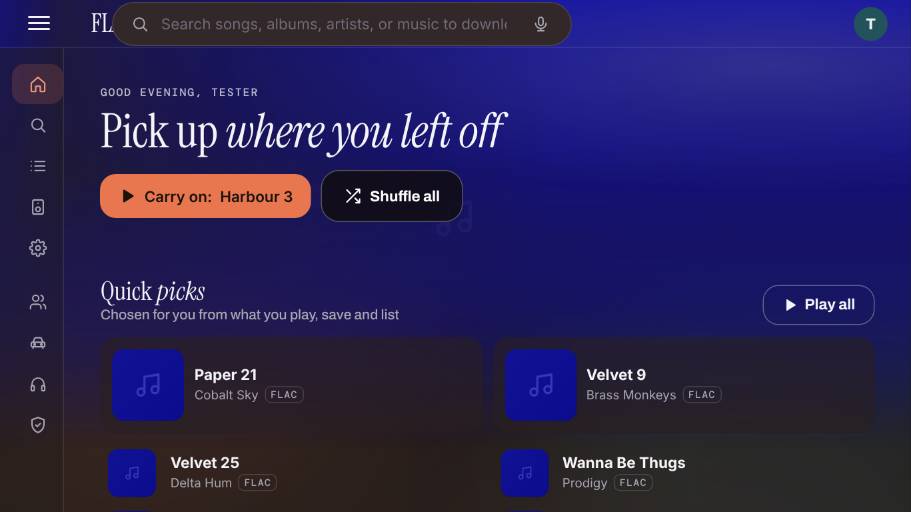 FL
Search songs, albums, artists, or music to downl
T
GOOD EVENING, TESTER
Pick up where you left off
Carry on: Harbour 3
Shuffle all
Quick picks
Chosen for you from what you play, save and list
Play all
Paper 21
Cobalt Sky FLAC
Velvet 9
Brass Monkeys FLAC
Velvet 25
Delta Hum FLAC
Wanna Be Thugs
Prodigy FLAC